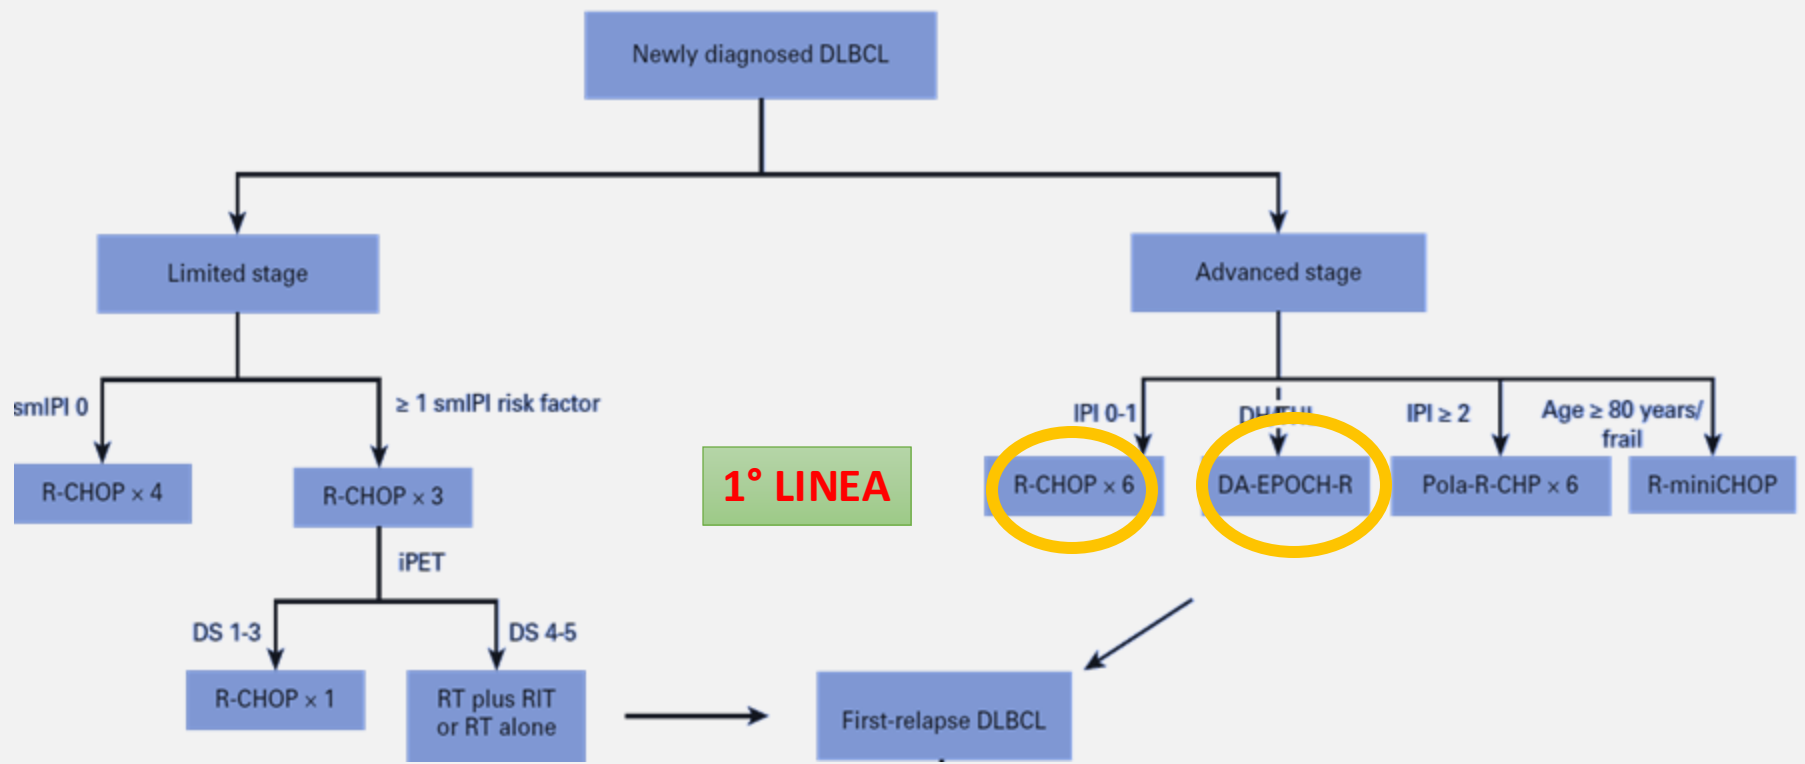 Newly diagnosed DLBCL
Limited stage
Advanced stage
smIPI 0
≥ 1 smIPI risk factor
IPI 0-1
IPI ≥ 2
Age ≥ 80 years/
frail
R-CHOP × 4
R-CHOP × 3
1° LINEA
R-CHOP × 6
DA-EPOCH-R
Pola-R-CHP × 6
R-miniCHOP
iPET
DS 1-3
DS 4-5
R-CHOP × 1
RT plus RIT
or RT alone
First-relapse DLBCL